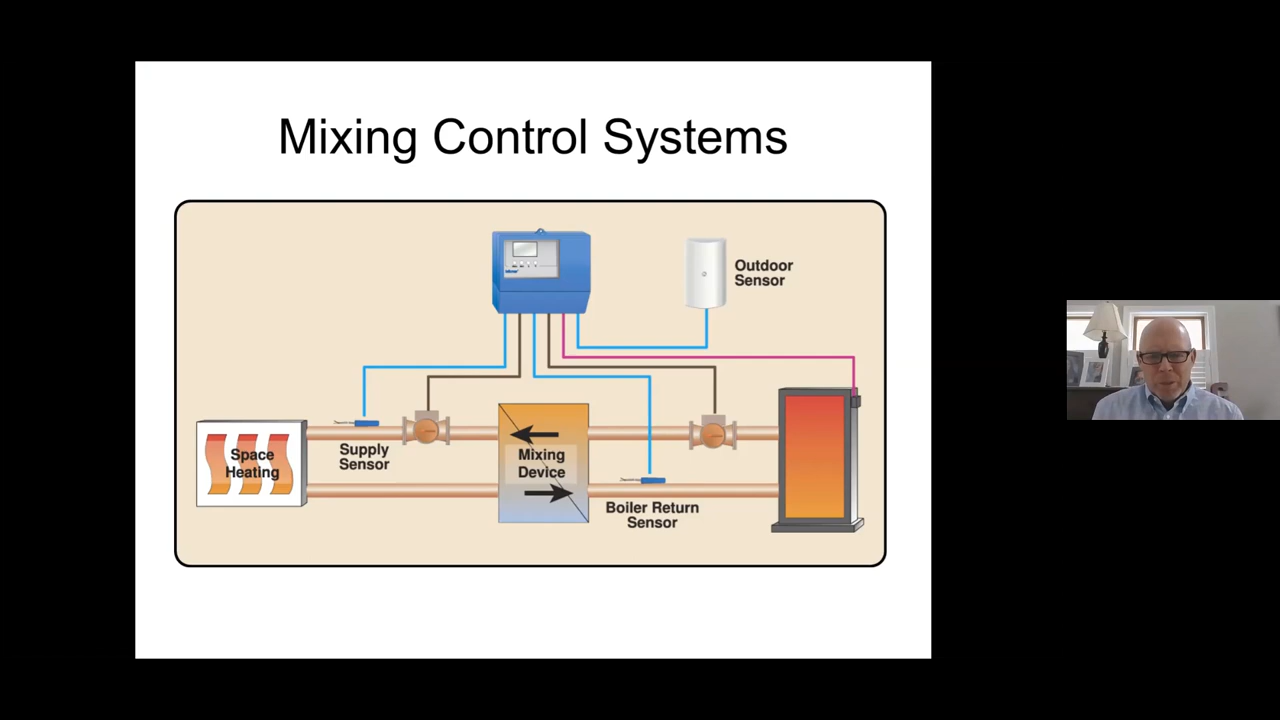 Mixing Control Systems
Outdoor
Sensor
Space
Heating
Supply
Sensor
Mixing
Device
Boiler Return
Sensor